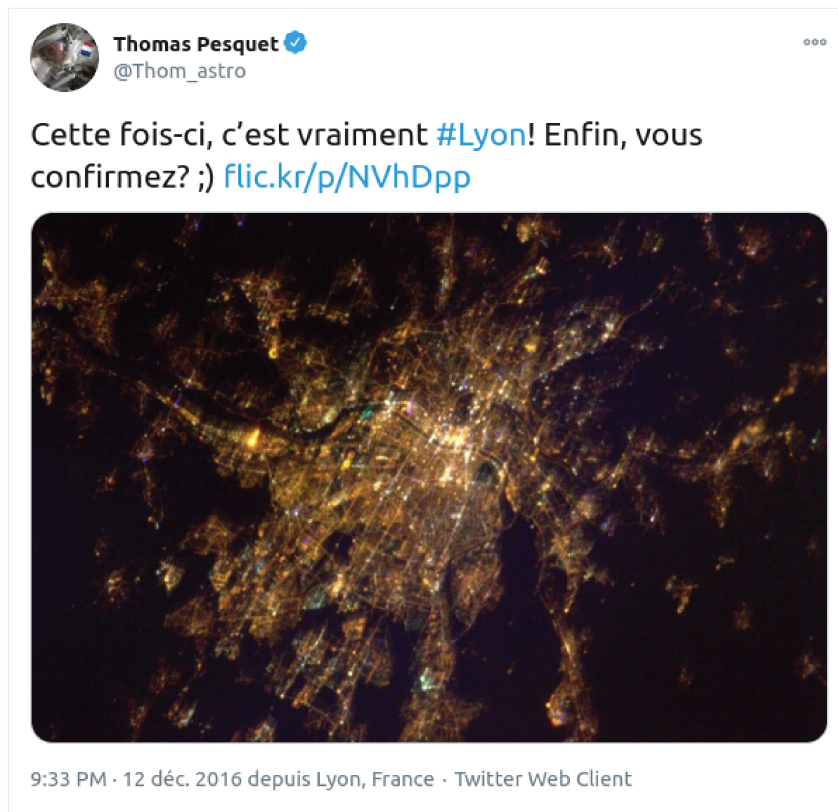 Thomas Pesquet
@Thom_astro
Cette fois-ci, c’est vraiment #Lyon! Enfin, vous
confirmez? ;) flic.kr/p/NVhDpp
9:33 PM · 12 déc. 2016 depuis Lyon, France · Twitter Web Client